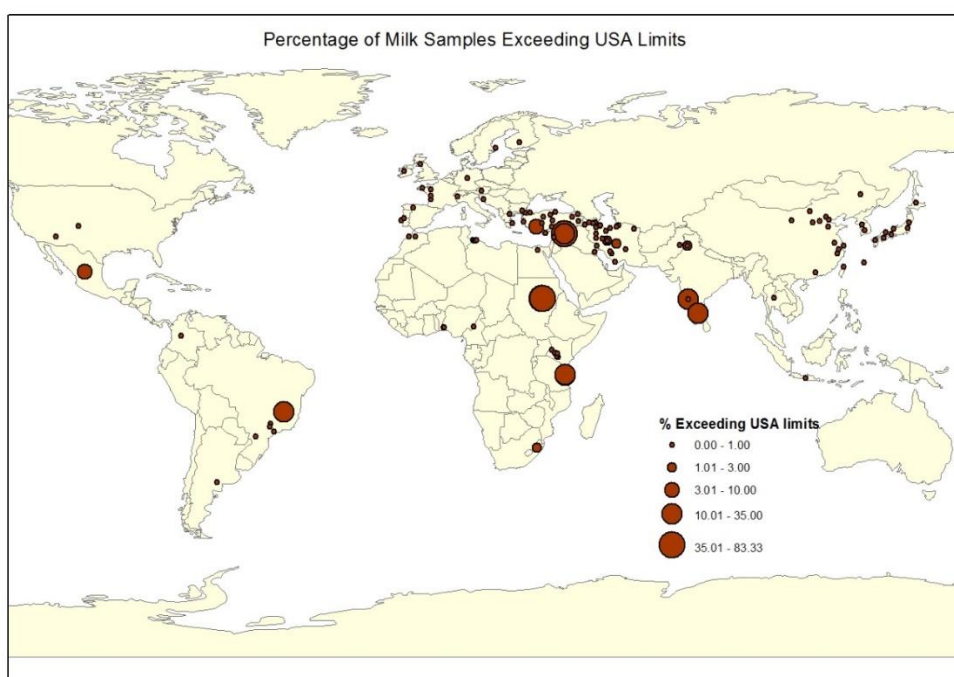 Percentage of Milk Samples Exceeding USA Limits
% Exceeding USA limits
0.00 - 1.00
1.01 - 3.00
3.01 - 10.00
10.01 - 35.00
35.01 - 83.33